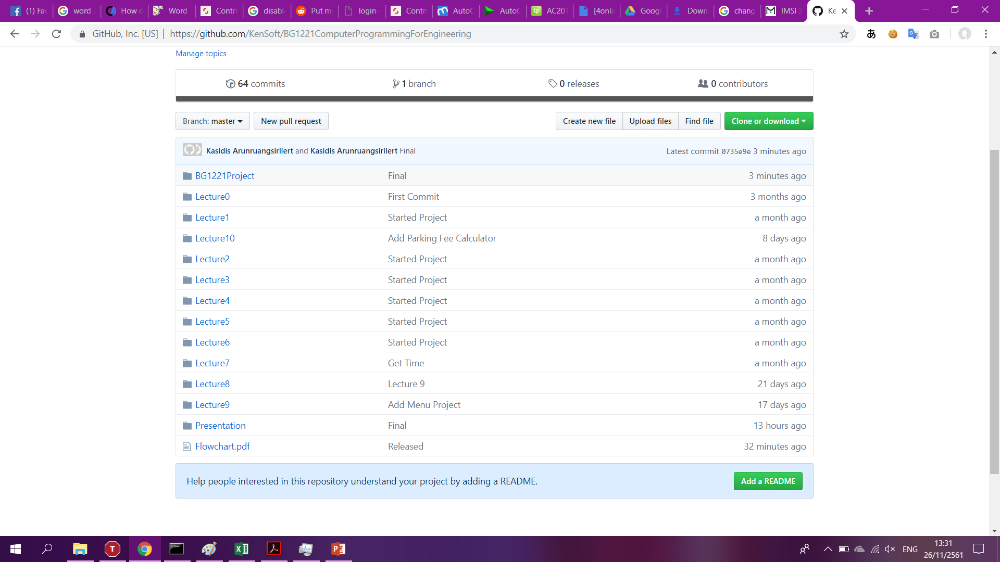 (1) Fac word 2 How d Word Contri disabl Put my login- Contri AutoC AutoC AC201 [4onli Googl Down chang IMSI 3 Ke
GitHub, Inc. [US] | https://github.com/KenSoft/BG1221ComputerProgrammingForEngineering
Manage topics
64 commits 1 branch 0 releases 0 contributors
Branch: master New pull request Create new file Upload files Find file Clone or download
Kasidis Arunruangsirilert and Kasidis Arunruangsirilert Final Latest commit 0735e9e 3 minutes ago
BG1221Project Final 3 minutes ago
Lecture0 First Commit 3 months ago
Lecture1 Started Project a month ago
Lecture10 Add Parking Fee Calculator 8 days ago
Lecture2 Started Project a month ago
Lecture3 Started Project a month ago
Lecture4 Started Project a month ago
Lecture5 Started Project a month ago
Lecture6 Started Project a month ago
Lecture7 Get Time a month ago
Lecture8 Lecture 9 21 days ago
Lecture9 Add Menu Project 17 days ago
Presentation Final 13 hours ago
Flowchart.pdf Released 32 minutes ago
Help people interested in this repository understand your project by adding a README. Add a README
ENG 13:31
26/11/2561